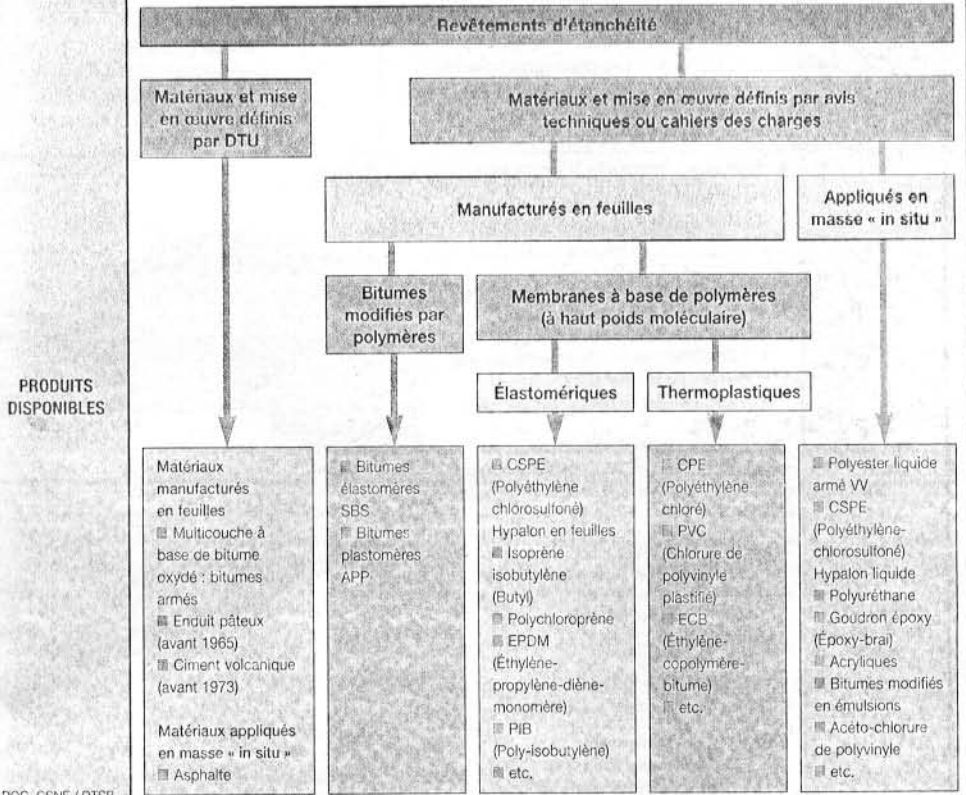 Revêtements d'étanchéité
Matériaux et mise
en œuvre définis
par DTU
Matériaux et mise en œuvre définis par avis
techniques ou cahiers des charges
Manufacturés en feuilles
Appliqués en
masse « in situ »
Bitumes
modifiés par
polymères
Membranes à base de polymères
(à haut poids moléculaire)
PRODUITS
DISPONIBLES
Élastomériques
Thermoplastiques
Matériaux
manufacturés
en feuilles
Multicouche à
base de bitume
oxydé : bitumes
armés
Enduit pâteux
(avant 1965)
Ciment volcanique
(avant 1973)
Matériaux appliqués
en masse « in situ »
Asphalte
Bitumes
élastomères
SBS
Bitumes
plastomères
APP
CSPE
(Polyéthylène
chlorosulfoné)
Hypalon en feuilles
Isoprène
isobutylène
(Butyl)
Polychloroprène
EPDM
(Éthylène-
propylène-diène-
monomère)
PIB
(Poly-isobutylène)
etc.
CPE
(Polyéthylène
chloré)
PVC
(Chlorure de
polyvinyle
plastifié)
ECB
(Éthylène-
copolymère-
bitume)
etc.
Polyester liquide
armé VV
CSPE
(Polyéthylène-
chlorosulfoné)
Hypalon liquide
Polyuréthane
Goudron époxy
(Époxy-brai)
Acryliques
Bitumes modifiés
en émulsions
Acéto-chlorure
de polyvinyle
etc.